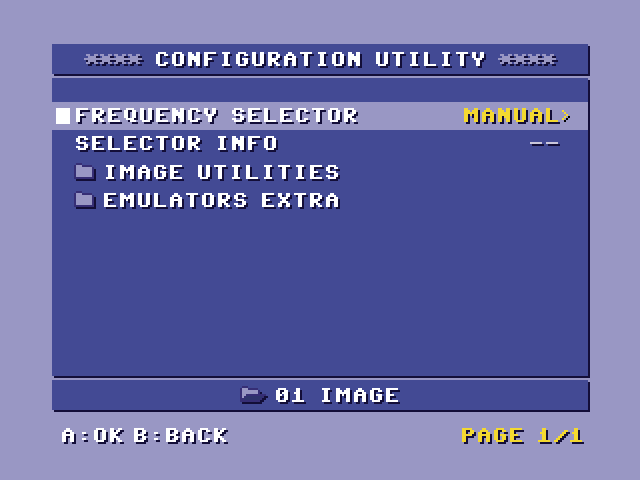 **** CONFIGURATION UTILITY ****
FREQUENCY SELECTOR MANUAL>
SELECTOR INFO --
IMAGE UTILITIES
EMULATORS EXTRA
01 IMAGE
A:OK B:BACK PAGE 1/1